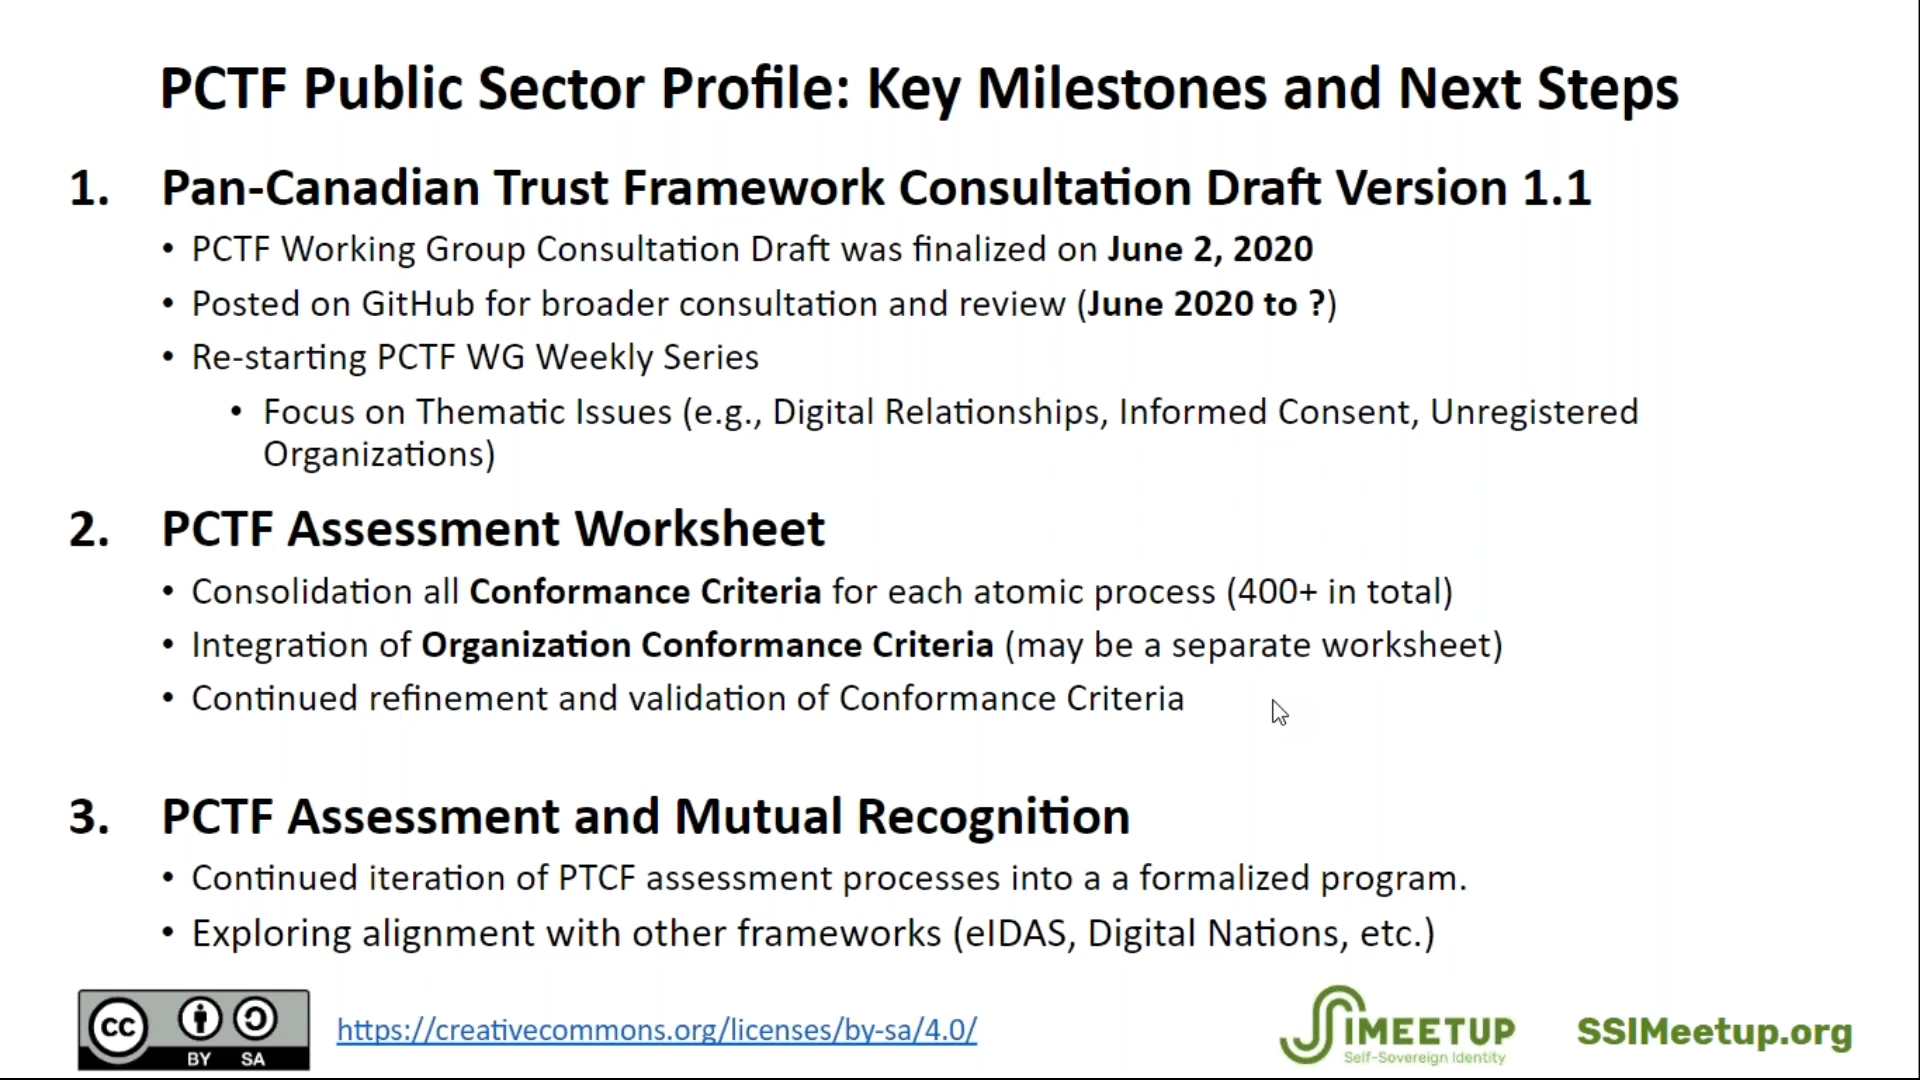 PCTF Public Sector Profile: Key Milestones and Next Steps
1. Pan-Canadian Trust Framework Consultation Draft Version 1.1
• PCTF Working Group Consultation Draft was finalized on June 2, 2020
• Posted on GitHub for broader consultation and review (June 2020 to ?)
• Re-starting PCTF WG Weekly Series
• Focus on Thematic Issues (e.g., Digital Relationships, Informed Consent, Unregistered
Organizations)
2. PCTF Assessment Worksheet
• Consolidation all Conformance Criteria for each atomic process (400+ in total)
• Integration of Organization Conformance Criteria (may be a separate worksheet)
• Continued refinement and validation of Conformance Criteria
3. PCTF Assessment and Mutual Recognition
• Continued iteration of PTCF assessment processes into a a formalized program.
• Exploring alignment with other frameworks (eIDAS, Digital Nations, etc.)
cc BY SA
https://creativecommons.org/licenses/by-sa/4.0/
SSIMEETUP
Self-Sovereign Identity
SSIMeetup.org